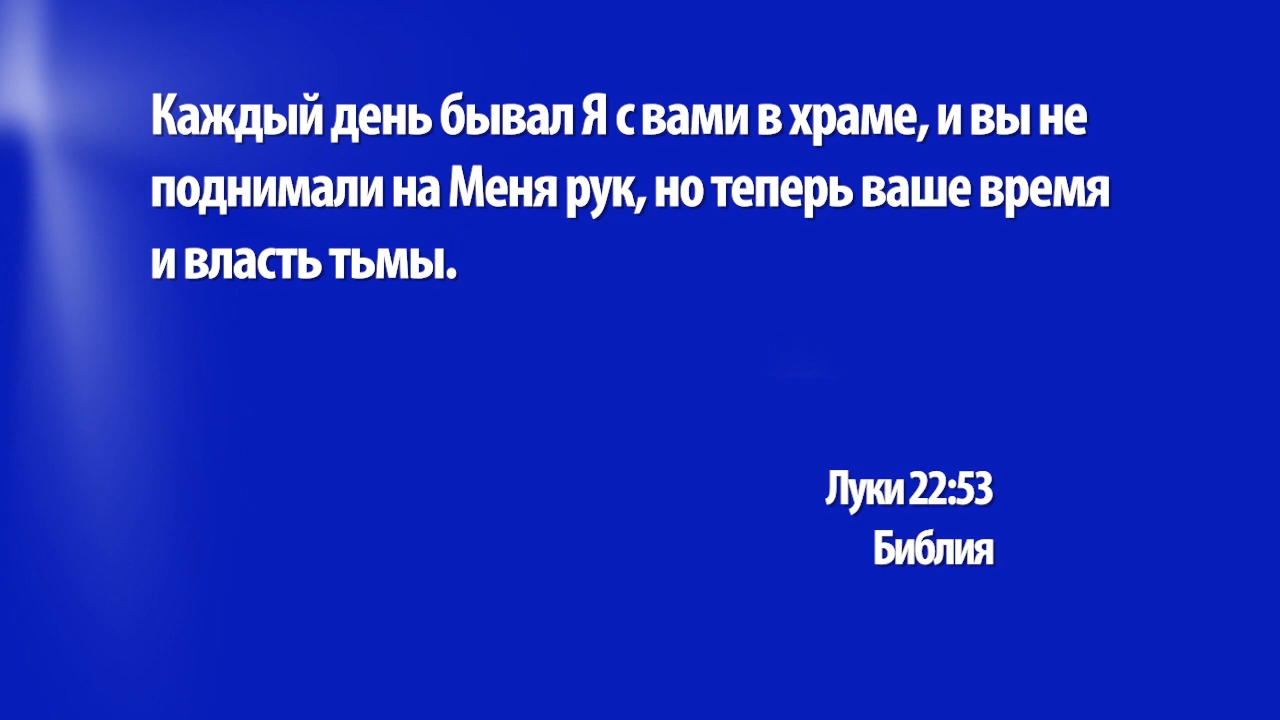 Каждый день бывал Я с вами в храме, и вы не
поднимали на Меня рук, но теперь ваше время
и власть тьмы.
Луки 22:53
Библия